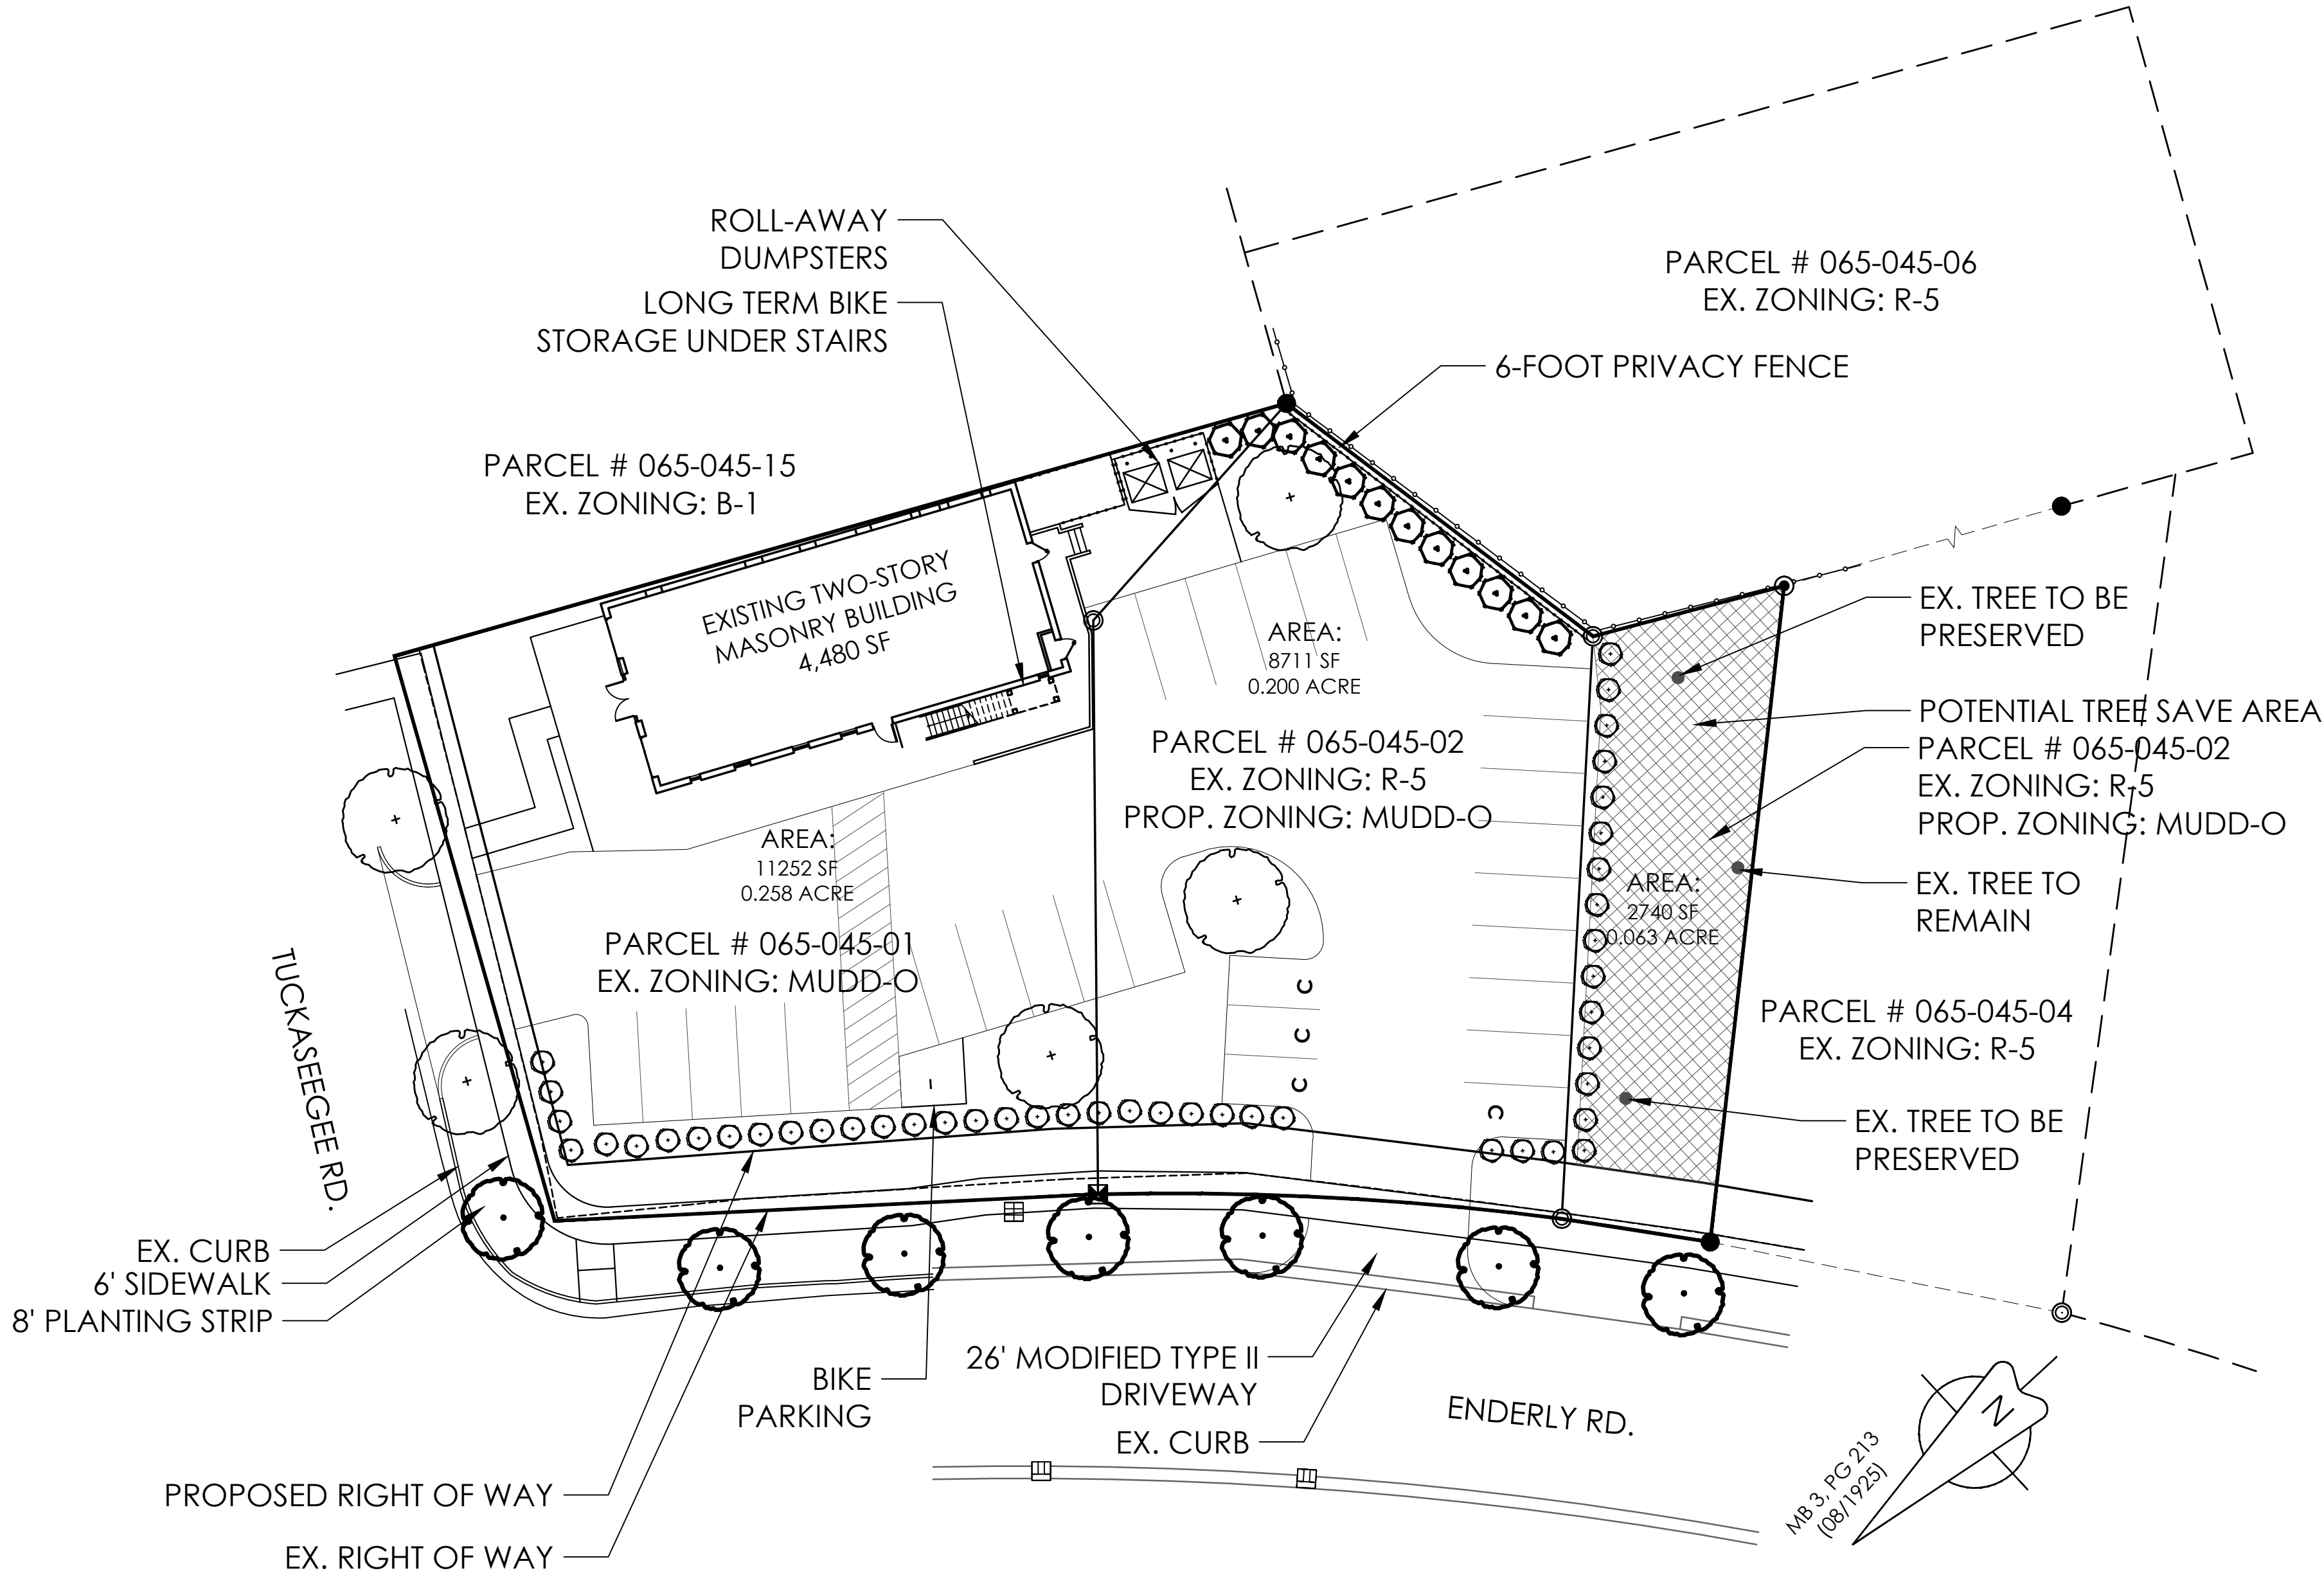 ROLL-AWAY
DUMPSTERS
LONG TERM BIKE
STORAGE UNDER STAIRS
PARCEL # 065-045-06
EX. ZONING: R-5
6-FOOT PRIVACY FENCE
PARCEL # 065-045-15
EX. ZONING: B-1
EXISTING TWO-STORY
MASONRY BUILDING
4,480 SF
AREA:
8711 SF
0.200 ACRE
PARCEL # 065-045-02
EX. ZONING: R-5
PROP. ZONING: MUDD-O
EX. TREE TO BE
PRESERVED
POTENTIAL TREE SAVE AREA
PARCEL # 065-045-02
EX. ZONING: R-5
PROP. ZONING: MUDD-O
EX. TREE TO
REMAIN
AREA:
11252 SF
0.258 ACRE
PARCEL # 065-045-01
EX. ZONING: MUDD-O
AREA:
2740 SF
0.063 ACRE
C
C
C
C
PARCEL # 065-045-04
EX. ZONING: R-5
EX. TREE TO BE
PRESERVED
TUCKASEEGEE RD.
EX. CURB
6' SIDEWALK
8' PLANTING STRIP
BIKE
PARKING
26' MODIFIED TYPE II
DRIVEWAY
EX. CURB
ENDERLY RD.
PROPOSED RIGHT OF WAY
EX. RIGHT OF WAY
MB 3, PG 213
(08/1925)
N